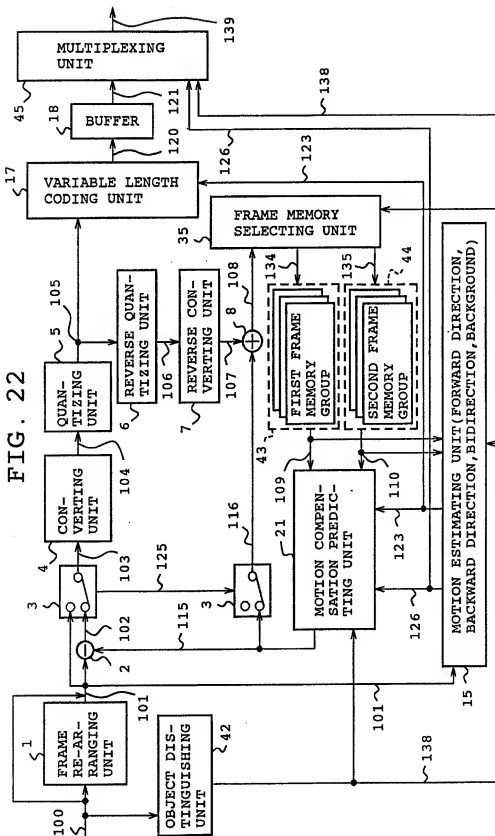 FIG. 22
100
1
FRAME
RE-AR-
RANGING
UNIT
101
2
102
3
103
4
CON-
VERTING
UNIT
104
5
QUAN-
TIZING
UNIT
105
17
VARIABLE LENGTH
CODING UNIT
120
18
BUFFER
121
45
MULTIPLEXING
UNIT
139
REVERSE QUAN-
TIZING UNIT
6
106
REVERSE CON-
VERTING UNIT
7
107
8
108
35
FRAME MEMORY
SELECTING UNIT
123
126
138
134
135
44
43
FIRST FRAME
MEMORY
GROUP
SECOND FRAME
MEMORY
GROUP
109
110
125
3
116
115
21
MOTION COMPEN-
SATION PREDIC-
TING UNIT
123
126
OBJECT DIS-
TINGUISHING
UNIT
42
101
138
15
MOTION ESTIMATING UNIT(FORWARD DIRECTION,
BACKWARD DIRECTION,BIDIRECTION,BACKGROUND)